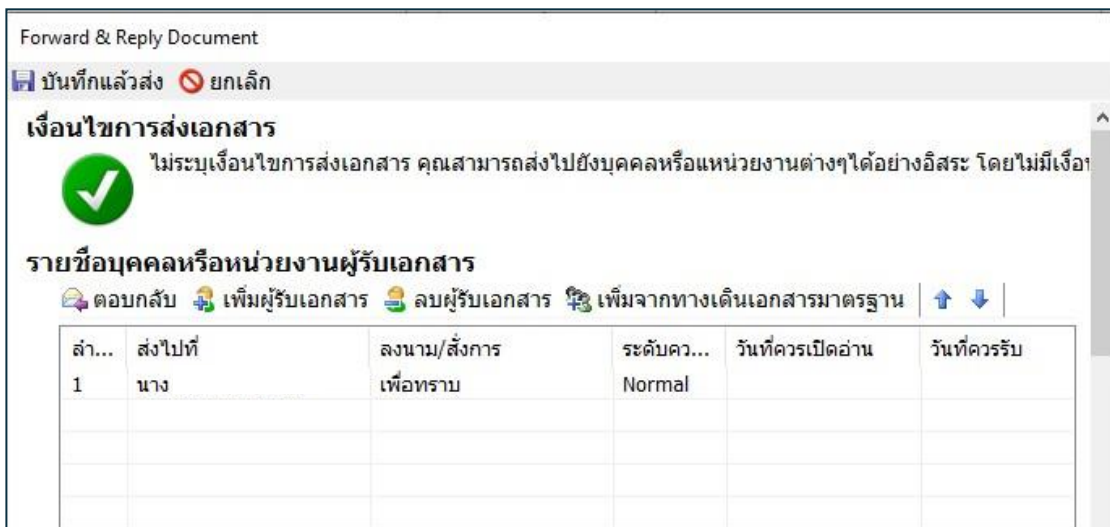 Forward & Reply Document
บันทึกแล้วส่ง ยกเลิก
เงื่อนไขการส่งเอกสาร
ไม่ระบุเงื่อนไขการส่งเอกสาร คุณสามารถส่งไปยังบุคคลหรือแหน่วยงานต่างๆได้อย่างอิสระ โดยไม่มีเงื่อ
รายชื่อบุคคลหรือหน่วยงานผู้รับเอกสาร
ตอบกลับ เพิ่มผู้รับเอกสาร ลบผู้รับเอกสาร เพิ่มจากทางเดินเอกสารมาตรฐาน
ลำ... ส่งไปที่ ลงนาม/สั่งการ ระดับคว... วันที่ควรเปิดอ่าน วันที่ควรรับ
1 นาง เพื่อทราบ Normal